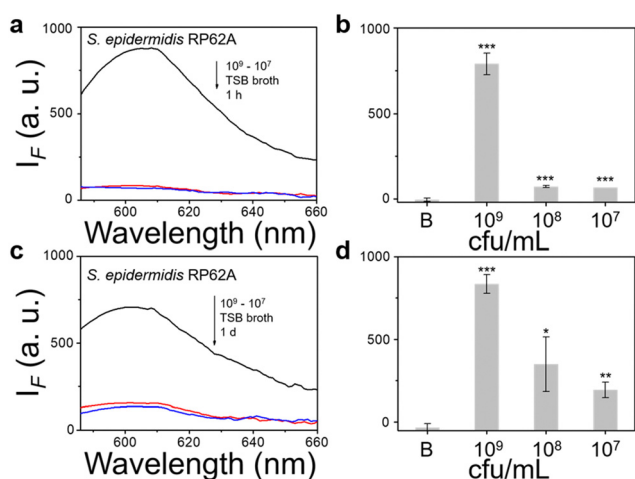 a
1000
500
0
I_F (a. u.)
S. epidermidis RP62A
10⁹ - 10⁷
TSB broth
1 h
600 620 640 660
Wavelength (nm)
b
1000
500
0
***
***
***
B 10⁹ 10⁸ 10⁷
cfu/mL
c
1000
500
250
0
I_F (a. u.)
S. epidermidis RP62A
10⁹ - 10⁷
TSB broth
1 d
600 620 640 660
Wavelength (nm)
d
1000
500
0
***
*
**
B 10⁹ 10⁸ 10⁷
cfu/mL